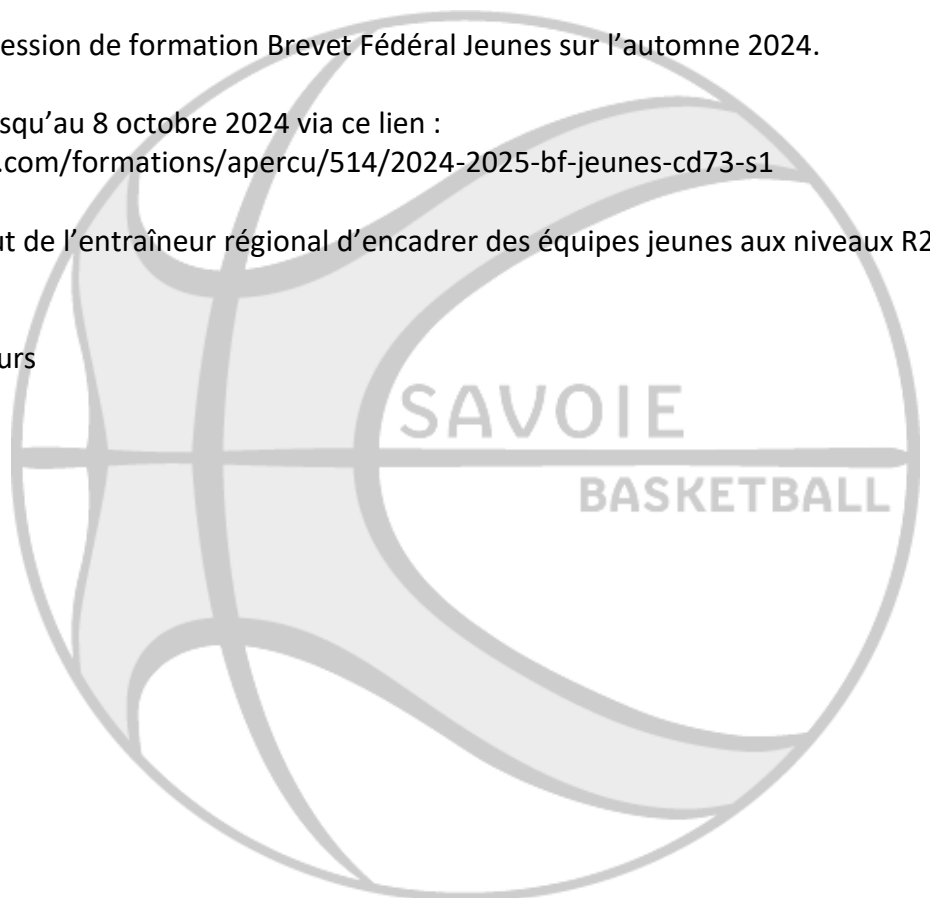 ession de formation Brevet Fédéral Jeunes sur l’automne 2024.
squ’au 8 octobre 2024 via ce lien :
.com/formations/apercu/514/2024-2025-bf-jeunes-cd73-s1
ut de l’entraîneur régional d’encadrer des équipes jeunes aux niveaux R2
urs
SAVOIE
BASKETBALL